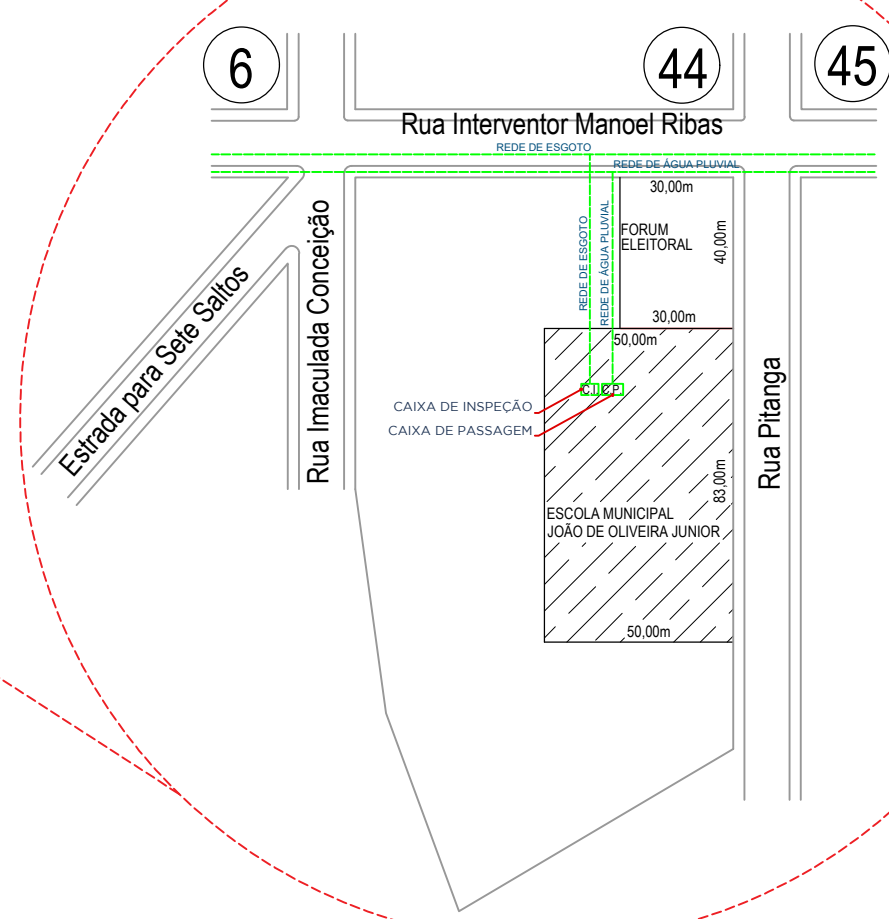 6
44
45
Rua Interventor Manoel Ribas
REDE DE ESGOTO
REDE DE ÁGUA PLUVIAL
30,00m
FORUM
ELEITORAL
40,00m
30,00m
REDE DE ESGOTO
REDE DE ÁGUA PLUVIAL
Estrada para Sete Saltos
Rua Imaculada Conceição
50,00m
C.I.
C.P.
CAIXA DE INSPEÇÃO
CAIXA DE PASSAGEM
Rua Pitanga
83,00m
ESCOLA MUNICIPAL
JOÃO DE OLIVEIRA JUNIOR
50,00m